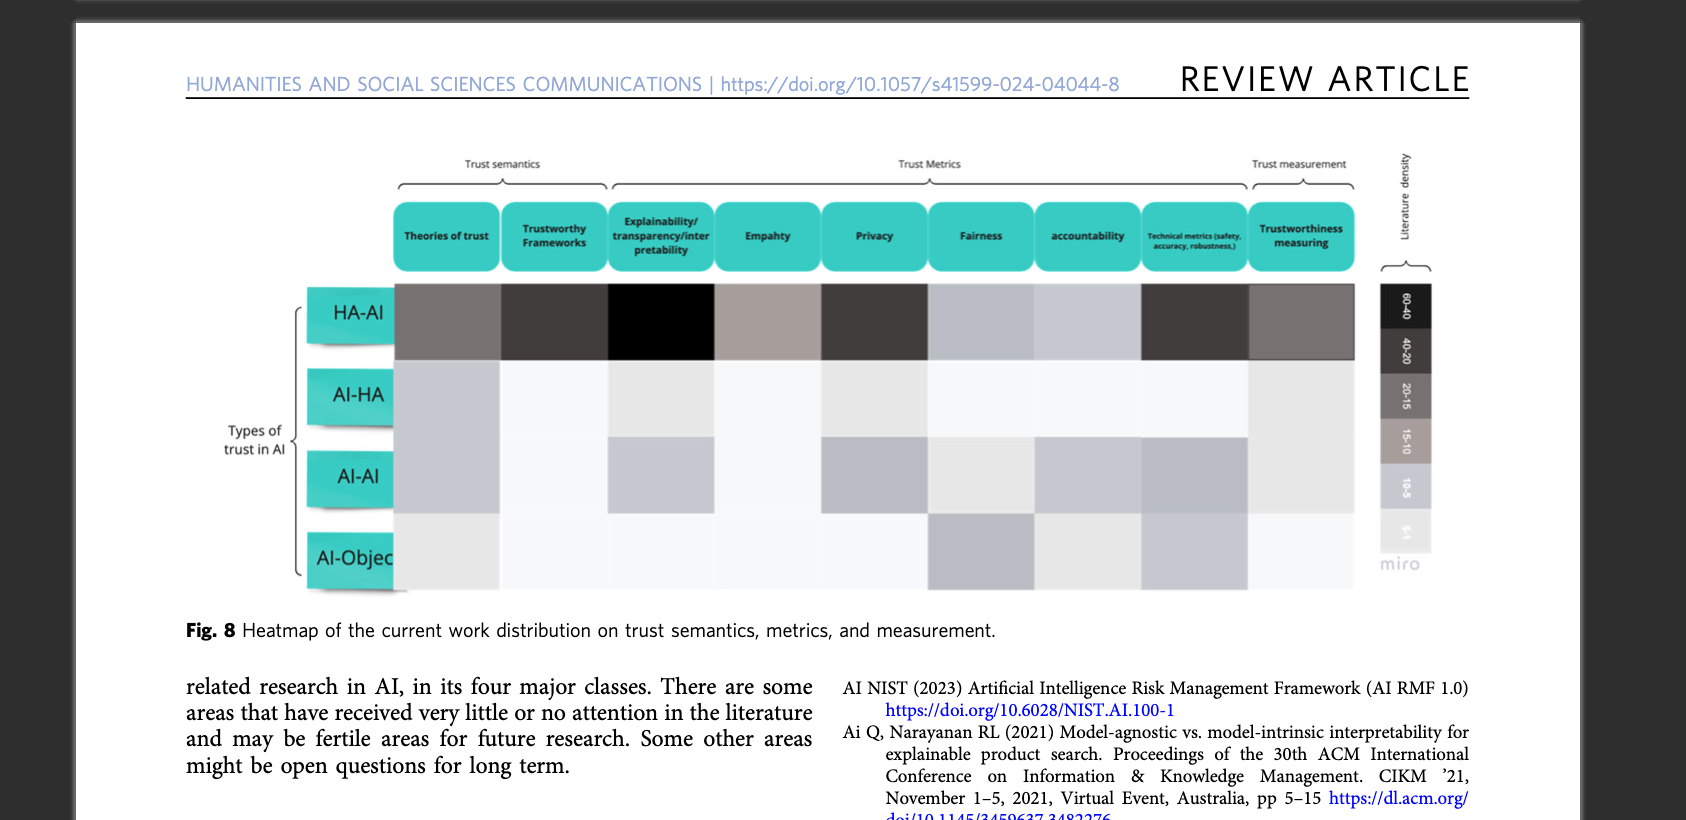 HUMANITIES AND SOCIAL SCIENCES COMMUNICATIONS | https://doi.org/10.1057/s41599-024-04044-8
REVIEW ARTICLE
Trust semantics
Trust Metrics
Trust measurement
Literature density
Theories of trust
Trustworthy
Frameworks
Explainability/
transparency/inter
pretability
Empahty
Privacy
Fairness
accountability
Technical metrics (safety,
accuracy, robustness,)
Trustworthiness
measuring
Types of
trust in AI
HA-AI
AI-HA
AI-AI
AI-Objec
60-40
40-20
20-15
15-10
10-5
5-1
miro
Fig. 8 Heatmap of the current work distribution on trust semantics, metrics, and measurement.
related research in AI, in its four major classes. There are some
areas that have received very little or no attention in the literature
and may be fertile areas for future research. Some other areas
might be open questions for long term.
AI NIST (2023) Artificial Intelligence Risk Management Framework (AI RMF 1.0)
https://doi.org/10.6028/NIST.AI.100-1
Ai Q, Narayanan RL (2021) Model-agnostic vs. model-intrinsic interpretability for
explainable product search. Proceedings of the 30th ACM International
Conference on Information & Knowledge Management. CIKM ’21,
November 1–5, 2021, Virtual Event, Australia, pp 5–15 https://dl.acm.org/
doi/10.1145/3459637.3482276